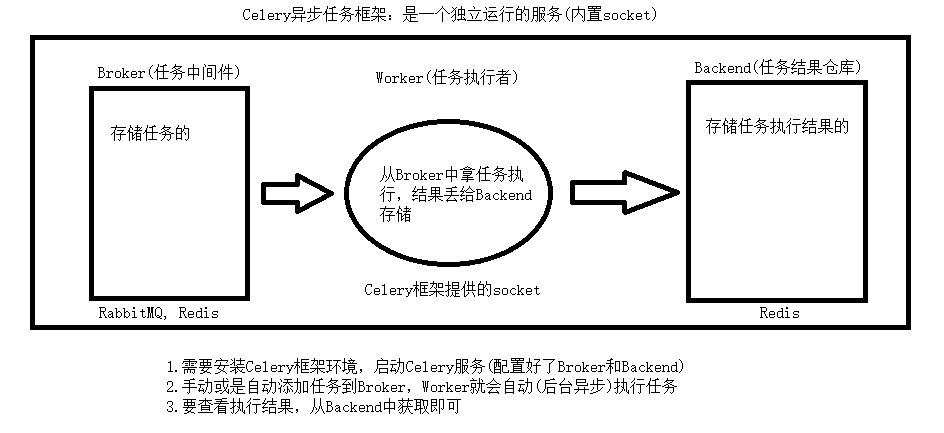 Celery异步任务框架：是一个独立运行的服务(内置socket)
Broker(任务中间件)
Worker(任务执行者)
Backend(任务结果仓库)
存储任务的
从Broker中拿任务执
行，结果丢给Backend
存储
存储任务执行结果的
Celery框架提供的socket
RabbitMQ, Redis
Redis
1.需要安装Celery框架环境，启动Celery服务(配置好了Broker和Backend)
2.手动或是自动添加任务到Broker，Worker就会自动(后台异步)执行任务
3.要查看执行结果，从Backend中获取即可